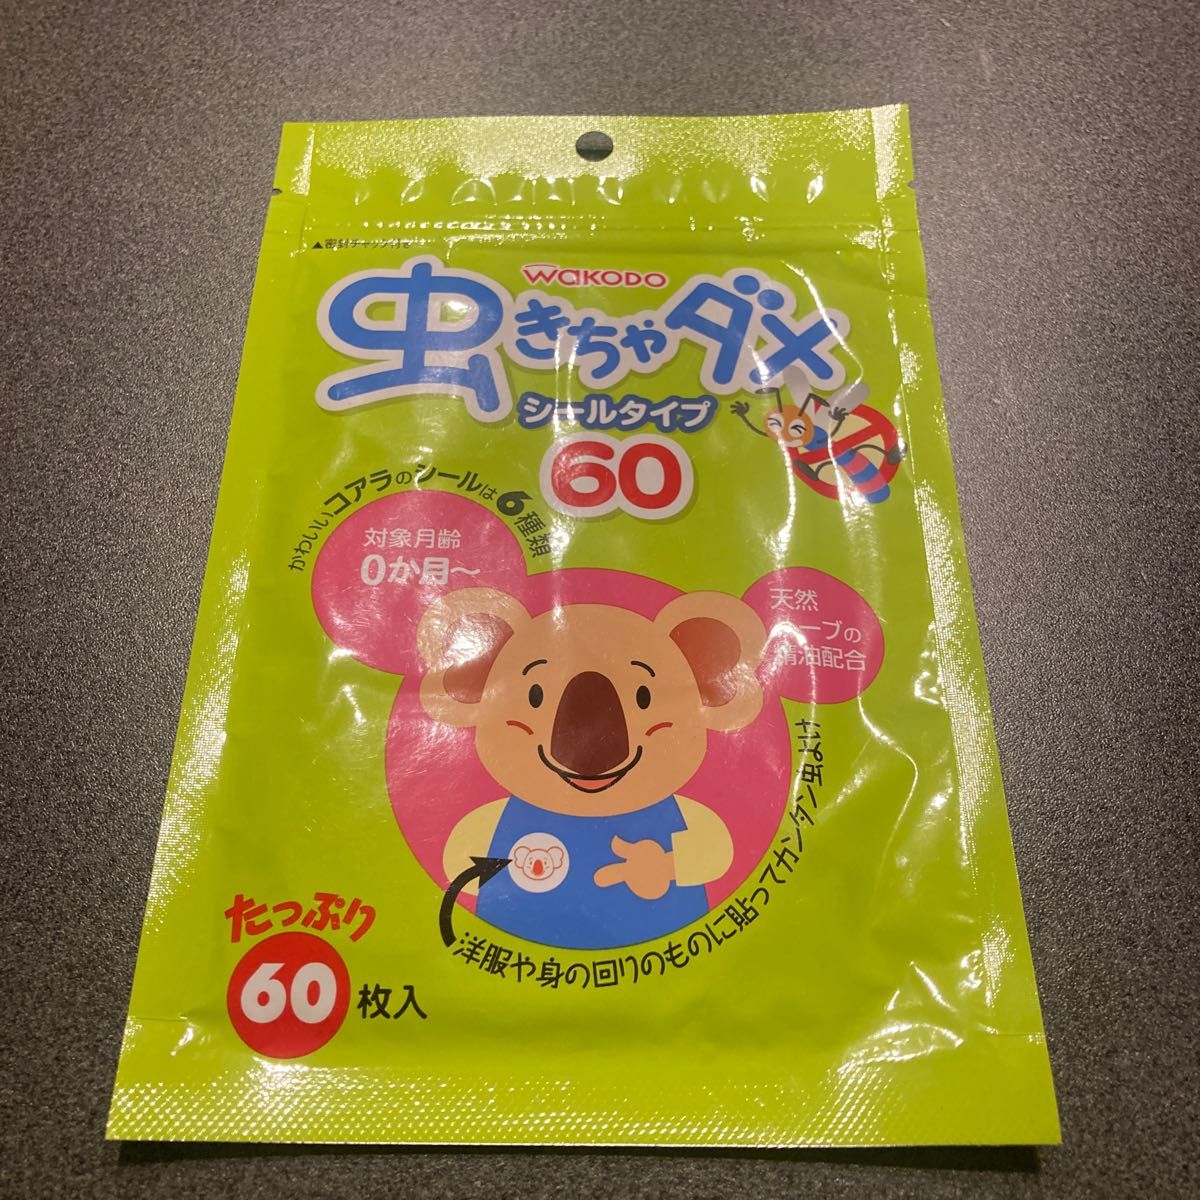 ▲密封チャック付き
WAKODO
虫きちゃダメ
シールタイプ
60
かわいいコアラのシールは6種類
対象月齢
0か月～
天然
ハーブの
精油配合
洋服や身の回りのものに貼ってカンタン虫よけ
たっぷり
60枚入